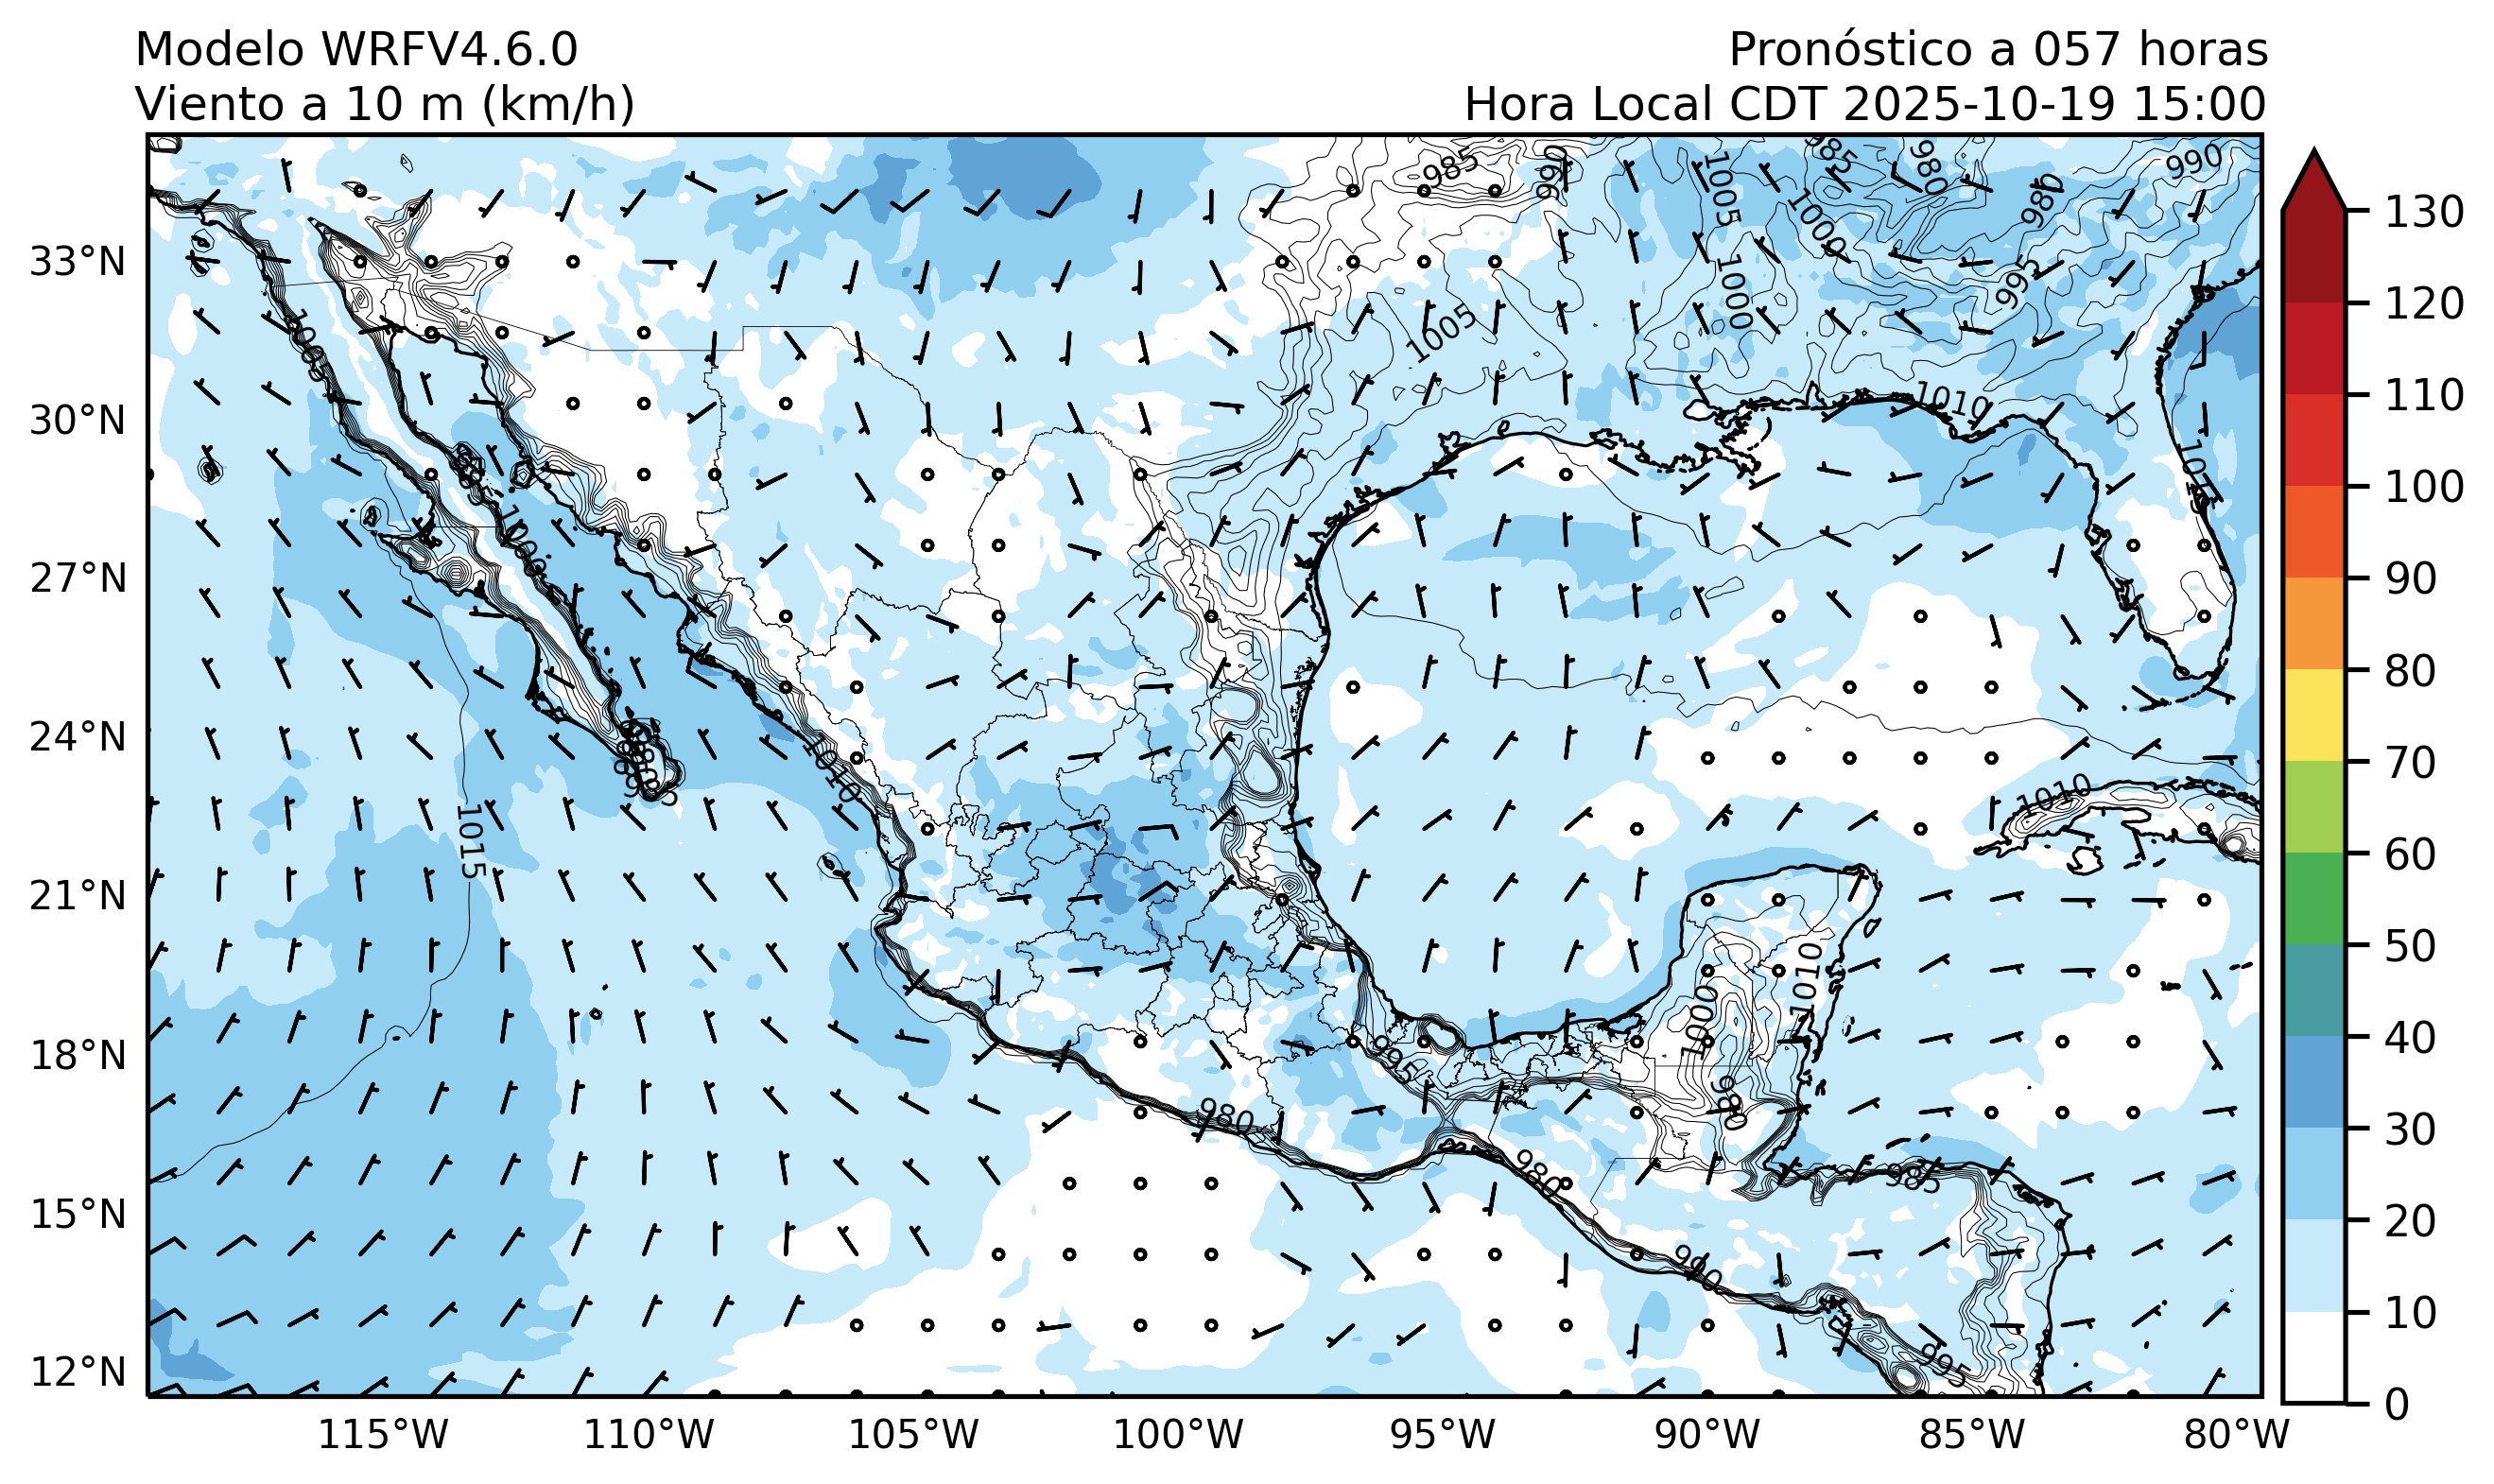 Modelo WRFV4.6.0
Pronóstico a 057 horas
Viento a 10 m (km/h)
Hora Local CDT 2025-10-19 15:00
33°N
30°N
27°N
24°N
21°N
18°N
15°N
12°N
115°W
110°W
105°W
100°W
95°W
90°W
85°W
80°W
130
120
110
100
90
80
70
60
50
40
30
20
10
0
985
990
1005
985
980
990
980
1000
1000
995
1005
1005
1010
1015
1010
1015
1010
1010
1000
995
980
980
980
985
990
995